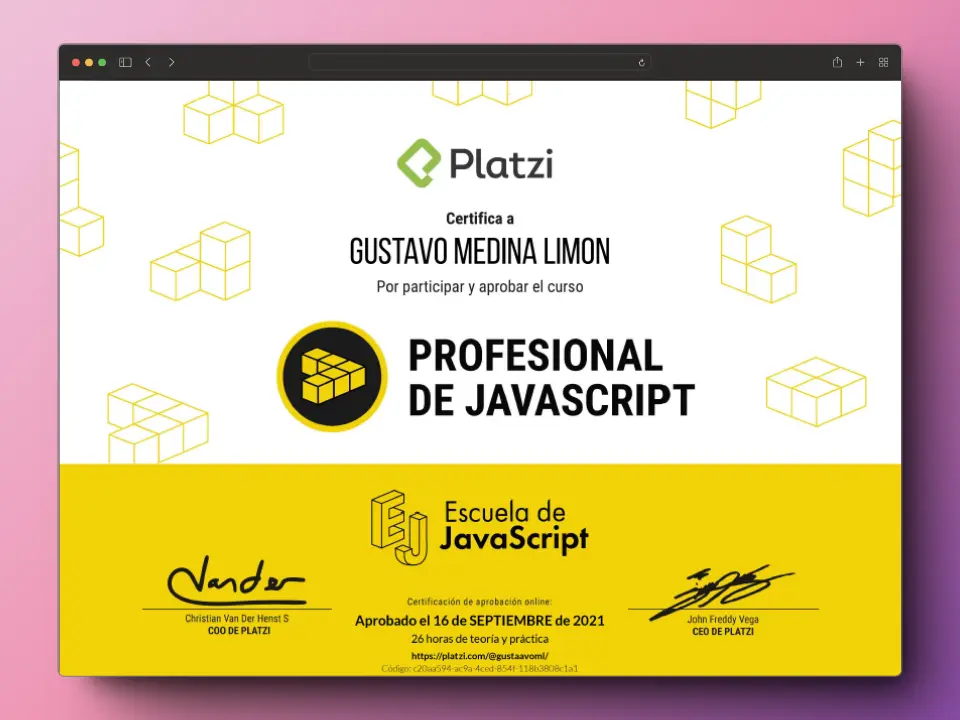 Platzi
Certifica a
GUSTAVO MEDINA LIMON
Por participar y aprobar el curso
PROFESIONAL
DE JAVASCRIPT
EJ
Escuela de
JavaScript
Vander
Christian Van Der Henst S
COO DE PLATZI
Certificación de aprobación online:
Aprobado el 16 de SEPTIEMBRE de 2021
26 horas de teoría y práctica
https://platzi.com/@gustaavoml/
Código: c20aa594-ac9a-4ced-854f-118b3808c1a1
John Freddy Vega
CEO DE PLATZI